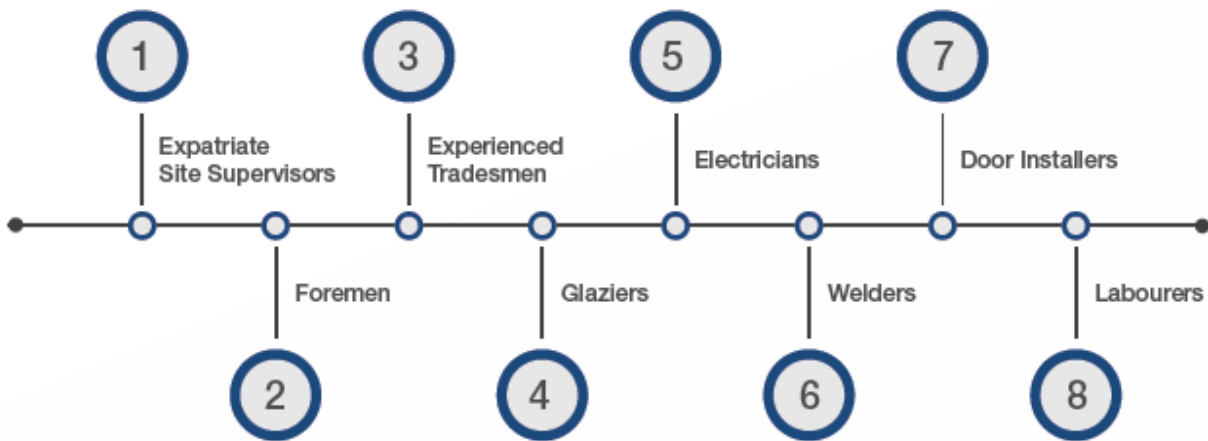 1
Expatriate
Site Supervisors
2
Foremen
3
Experienced
Tradesmen
4
Glaziers
5
Electricians
6
Welders
7
Door Installers
8
Labourers